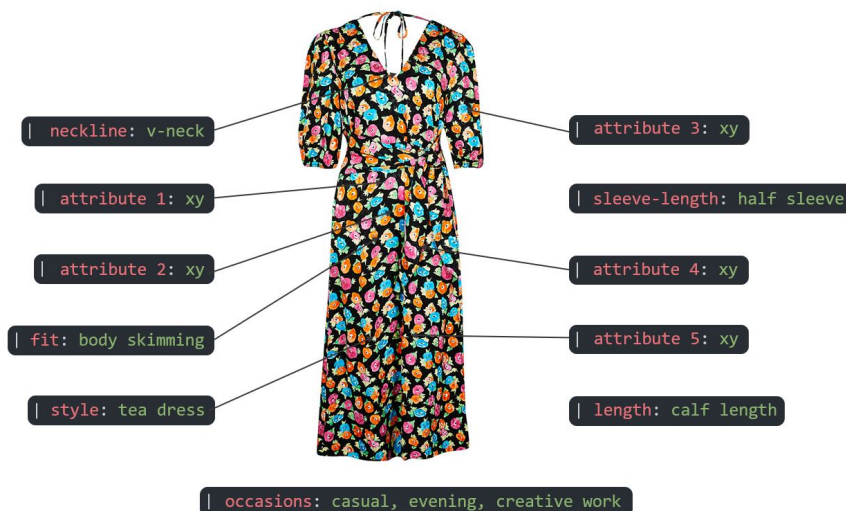 | neckline: v-neck
| attribute 1: xy
| attribute 2: xy
| fit: body skimming
| style: tea dress
| attribute 3: xy
| sleeve-length: half sleeve
| attribute 4: xy
| attribute 5: xy
| length: calf length
| occasions: casual, evening, creative work